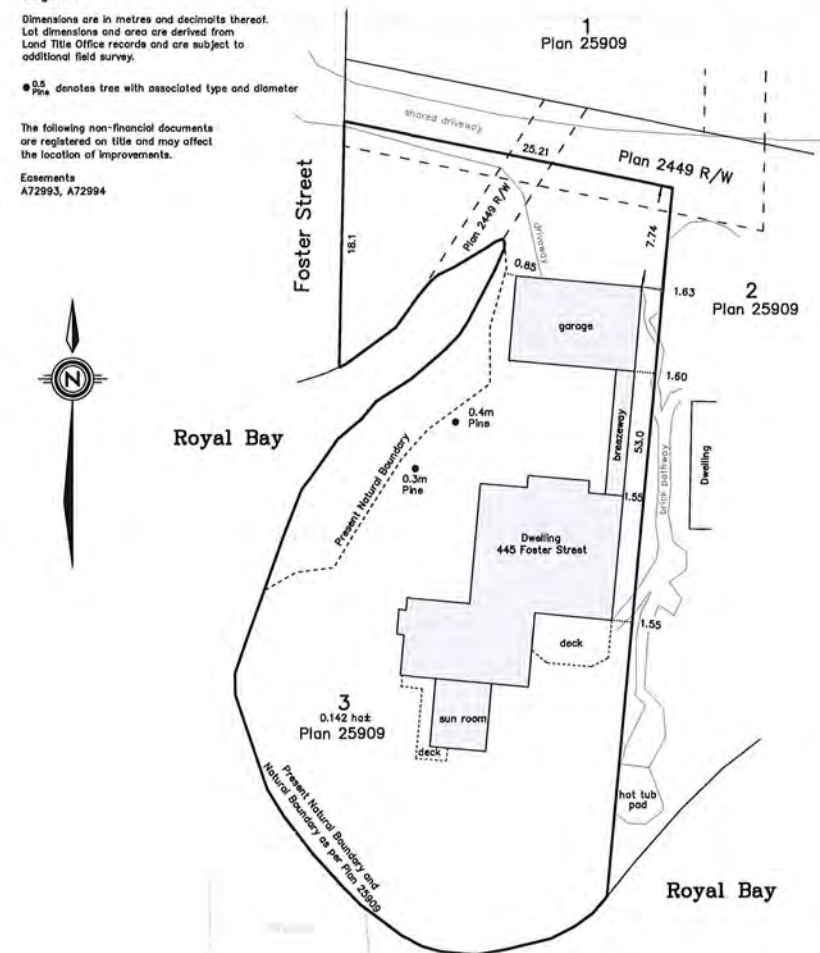 Dimensions are in metres and decimalts thereof.
Lot dimensions and area are derived from
Land Title Office records and are subject to
additional field survey.
0.5
Pine
denotes tree with associated type and diameter
The following non-financial documents
are registered on title and may affect
the location of improvements.
Easements
A72993, A72994
1
Plan 25909
shared driveway
25.21
Plan 2449 R/W
Plan 2449 R/W
Foster Street
18.1
driveway
7.74
0.85
1.63
2
Plan 25909
garage
1.60
N
Royal Bay
0.4m
Pine
breezeway
53.0
brick pathway
Dwelling
0.3m
Pine
Present Natural Boundary
1.55
Dwelling
445 Foster Street
1.55
deck
3
0.142 ha±
Plan 25909
sun room
deck
hot tub
pad
Present Natural Boundary and
Natural Boundary as per Plan 25909
Royal Bay